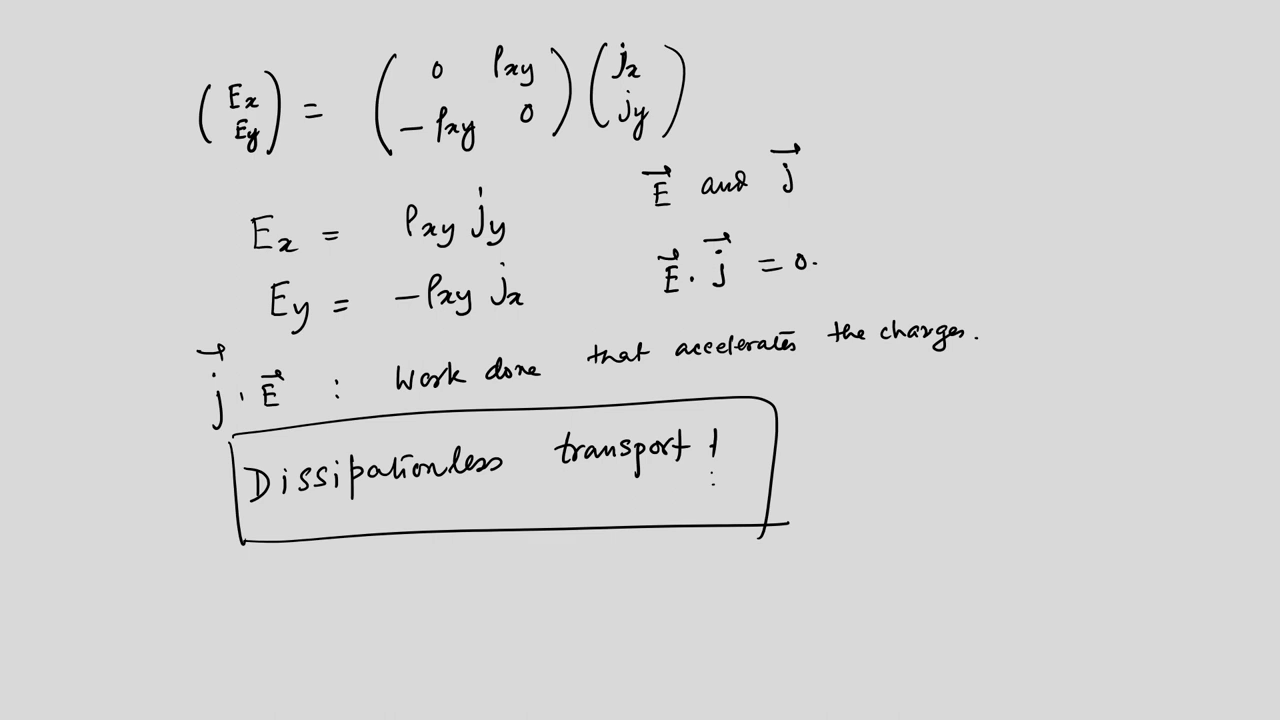 (Ex Ey) = (0 ρxy −ρxy 0) (jx jy)
E⃗ and j⃗
Ex = ρxy jy
E⃗ . j⃗ = 0.
Ey = −ρxy jx
j⃗ . E⃗ : Work done that accelerates the charges.
Dissipationless transport !